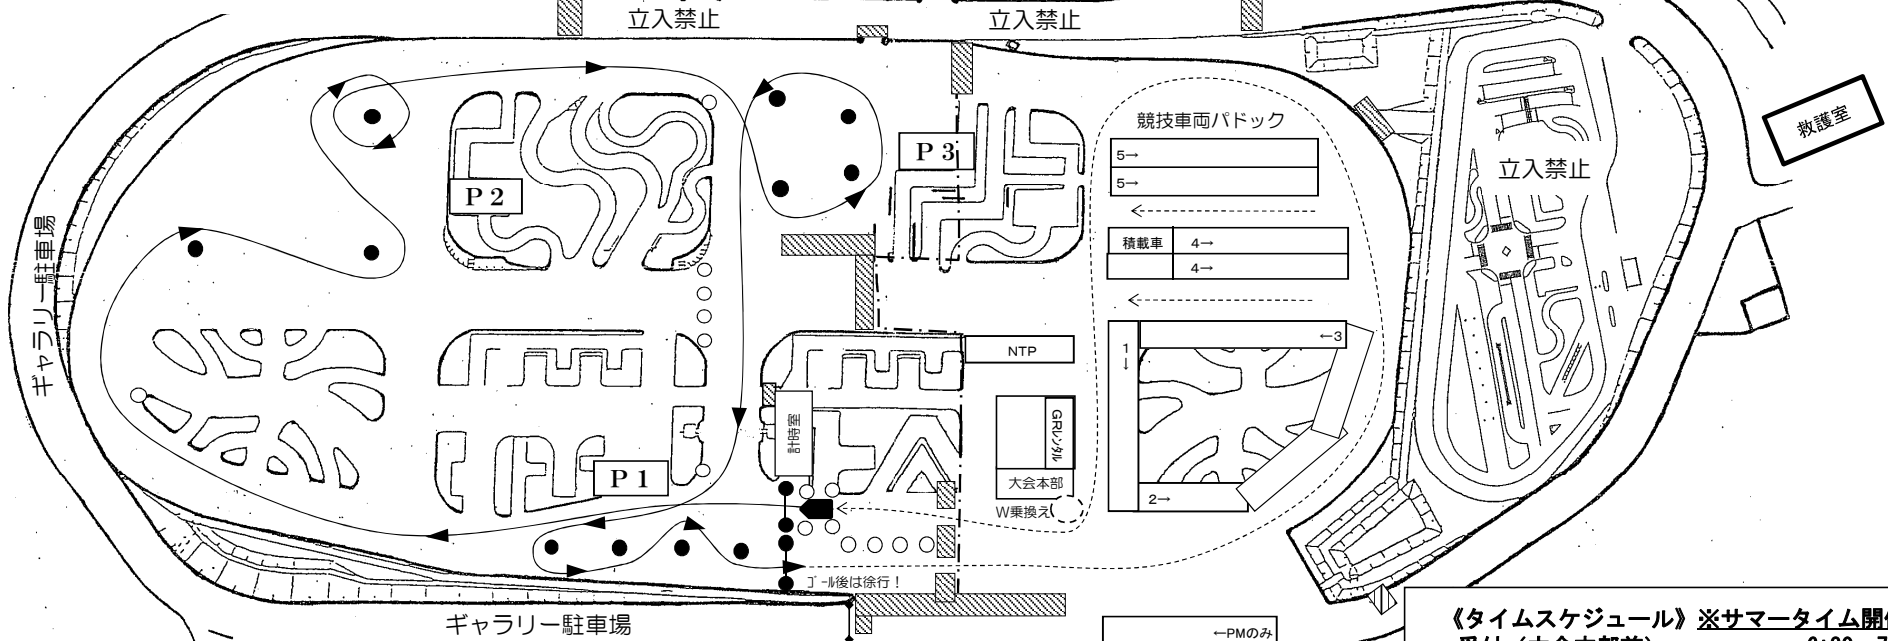 立入禁止
立入禁止
競技車両パドック
救護室
5→
5→
P 3
P 2
立入禁止
ギャラリー駐車場
積載車 4→
4→
NTP
←3
1→
計時室
GRレンタル
P 1
大会本部
2→
W乗換え
ゴール後は徐行！
ギャラリー駐車場
←PMのみ
《タイムスケジュール》※サマータイム開